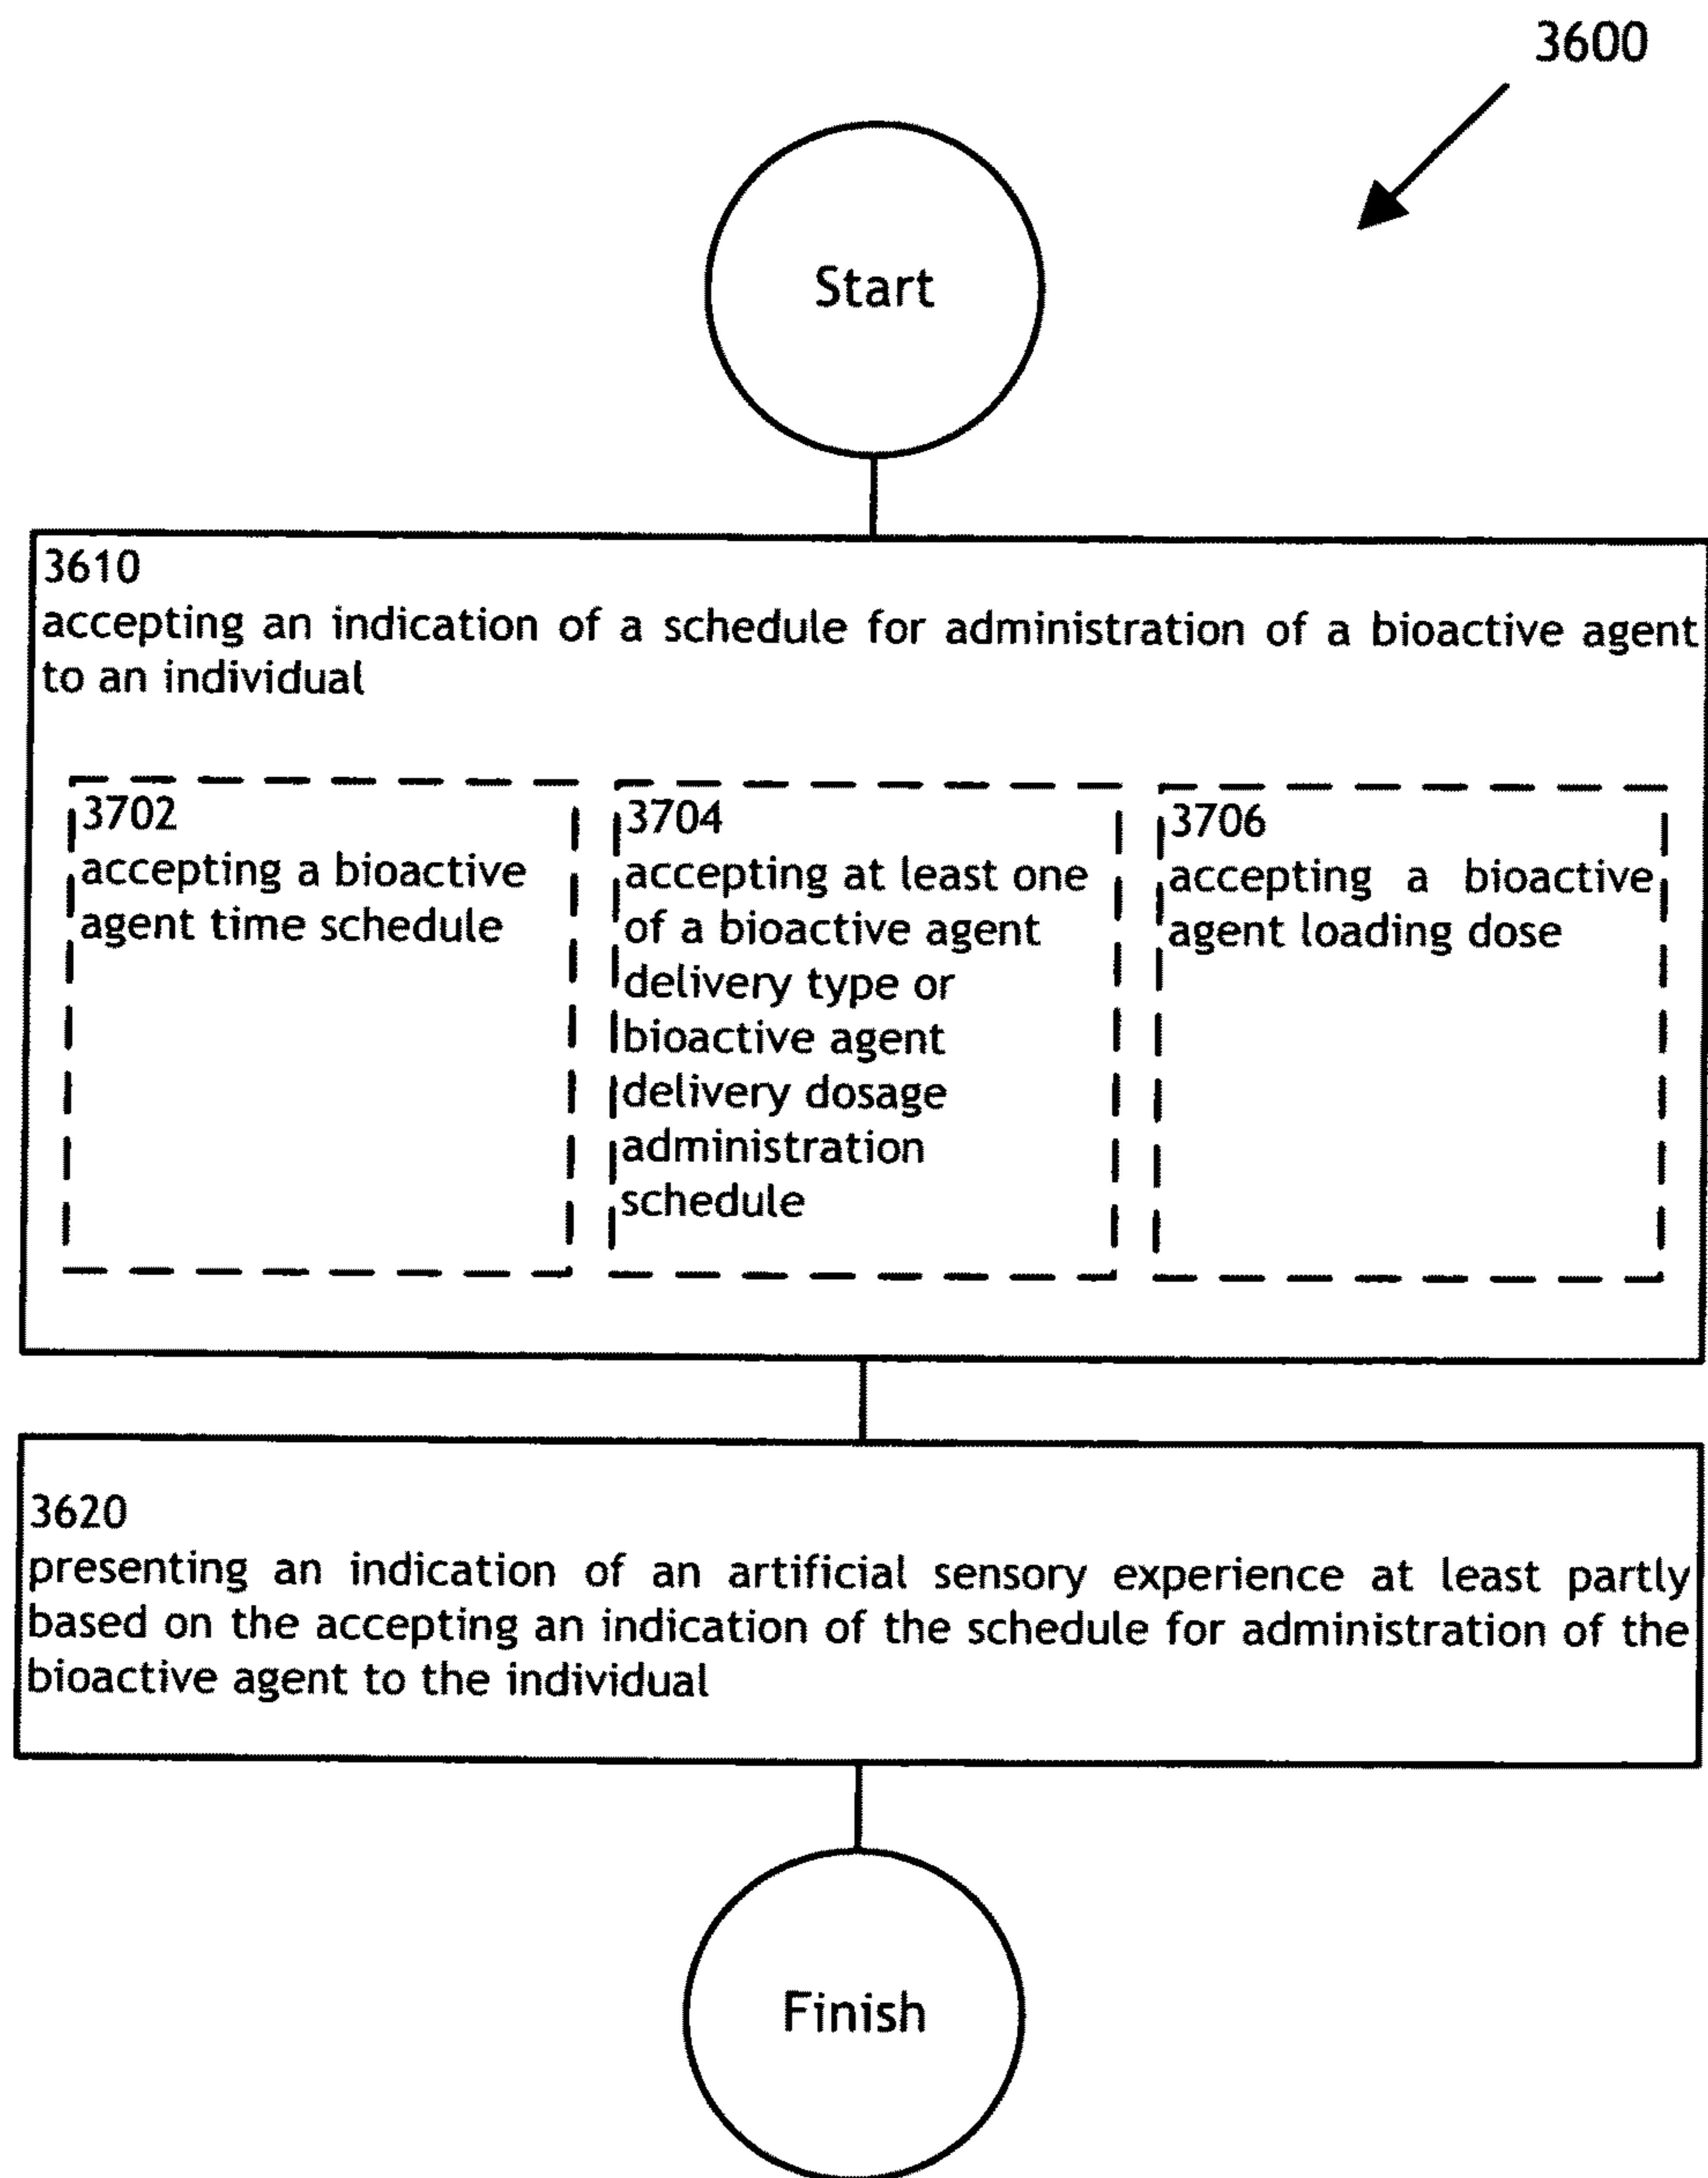 3600
Start
3610
accepting an indication of a schedule for administration of a bioactive agent
to an individual
3702
accepting a bioactive
agent time schedule
3704
accepting at least one
of a bioactive agent
delivery type or
bioactive agent
delivery dosage
administration
schedule
3706
accepting a bioactive
agent loading dose
3620
presenting an indication of an artificial sensory experience at least partly
based on the accepting an indication of the schedule for administration of the
bioactive agent to the individual
Finish